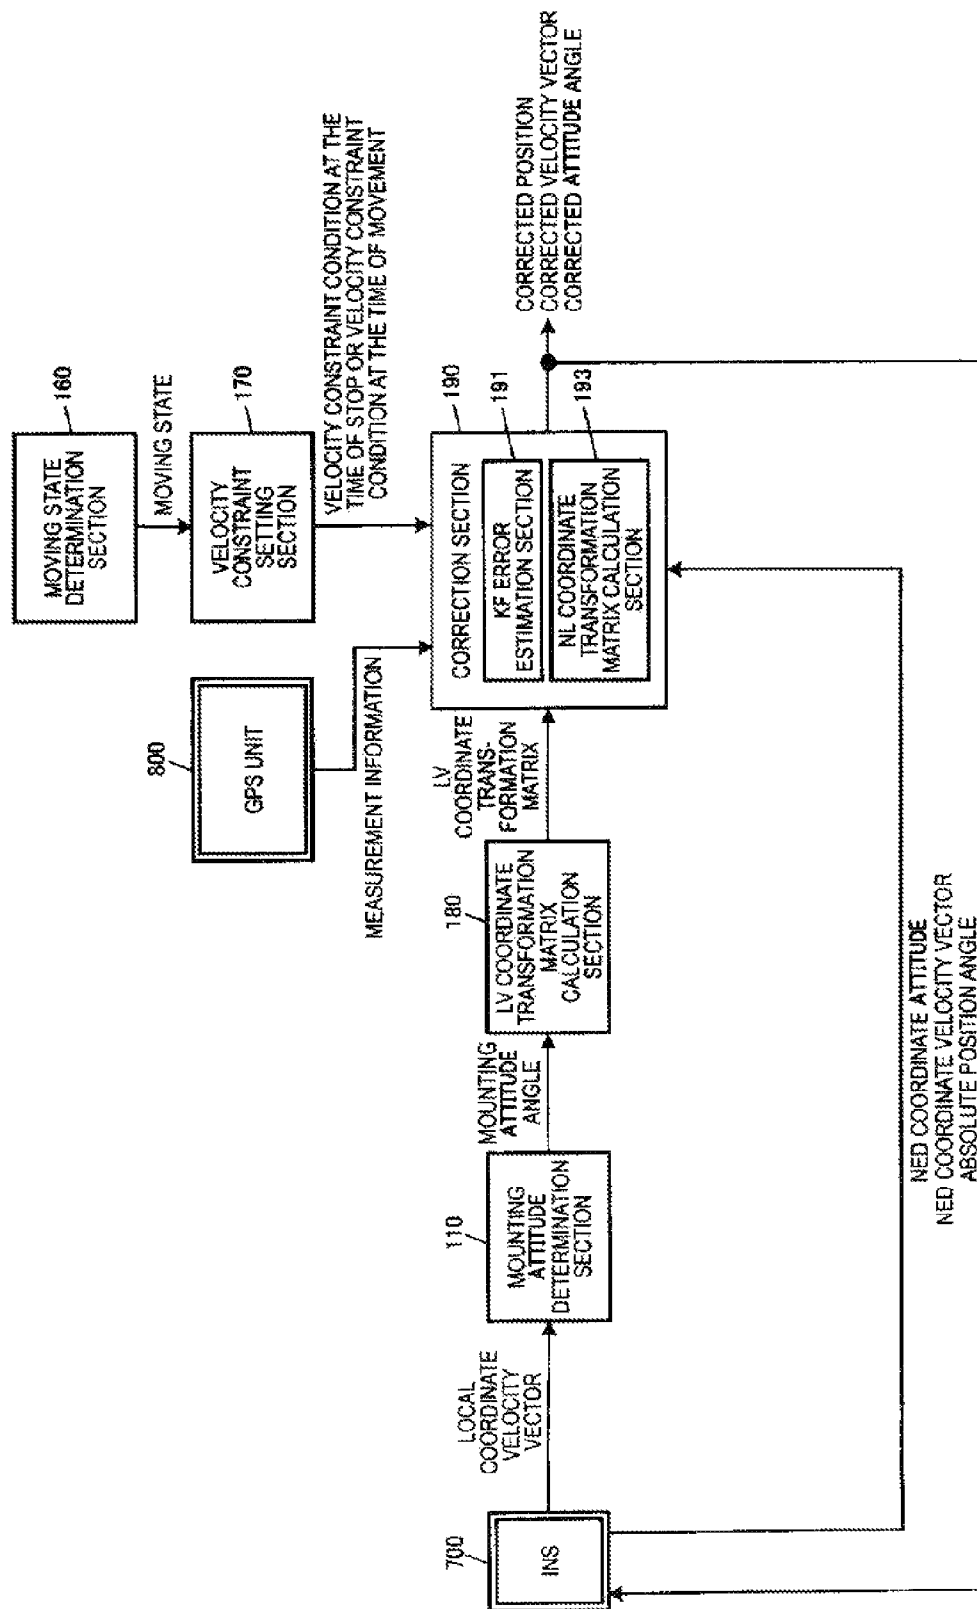 160
MOVING STATE
DETERMINATION
SECTION
MOVING STATE
170
VELOCITY
CONSTRAINT
SETTING
SECTION
VELOCITY CONSTRAINT CONDITION AT THE
TIME OF STOP OR VELOCITY CONSTRAINT
CONDITION AT THE TIME OF MOVEMENT
800
GPS UNIT
MEASUREMENT INFORMATION
700
INS
LOCAL
COORDINATE
VELOCITY
VECTOR
110
MOUNTING
ATTITUDE
DETERMINATION
SECTION
MOUNTING
ATTITUDE
ANGLE
180
LV COORDINATE
TRANSFORMATION
MATRIX
CALCULATION
SECTION
LV
COORDINATE
TRANS-
FORMATION
MATRIX
190
CORRECTION SECTION
191
KF ERROR
ESTIMATION SECTION
193
NL COORDINATE
TRANSFORMATION
MATRIX CALCULATION
SECTION
CORRECTED POSITION
CORRECTED VELOCITY VECTOR
CORRECTED ATTITUDE ANGLE
NED COORDINATE ATTITUDE
NED COORDINATE VELOCITY VECTOR
ABSOLUTE POSITION ANGLE